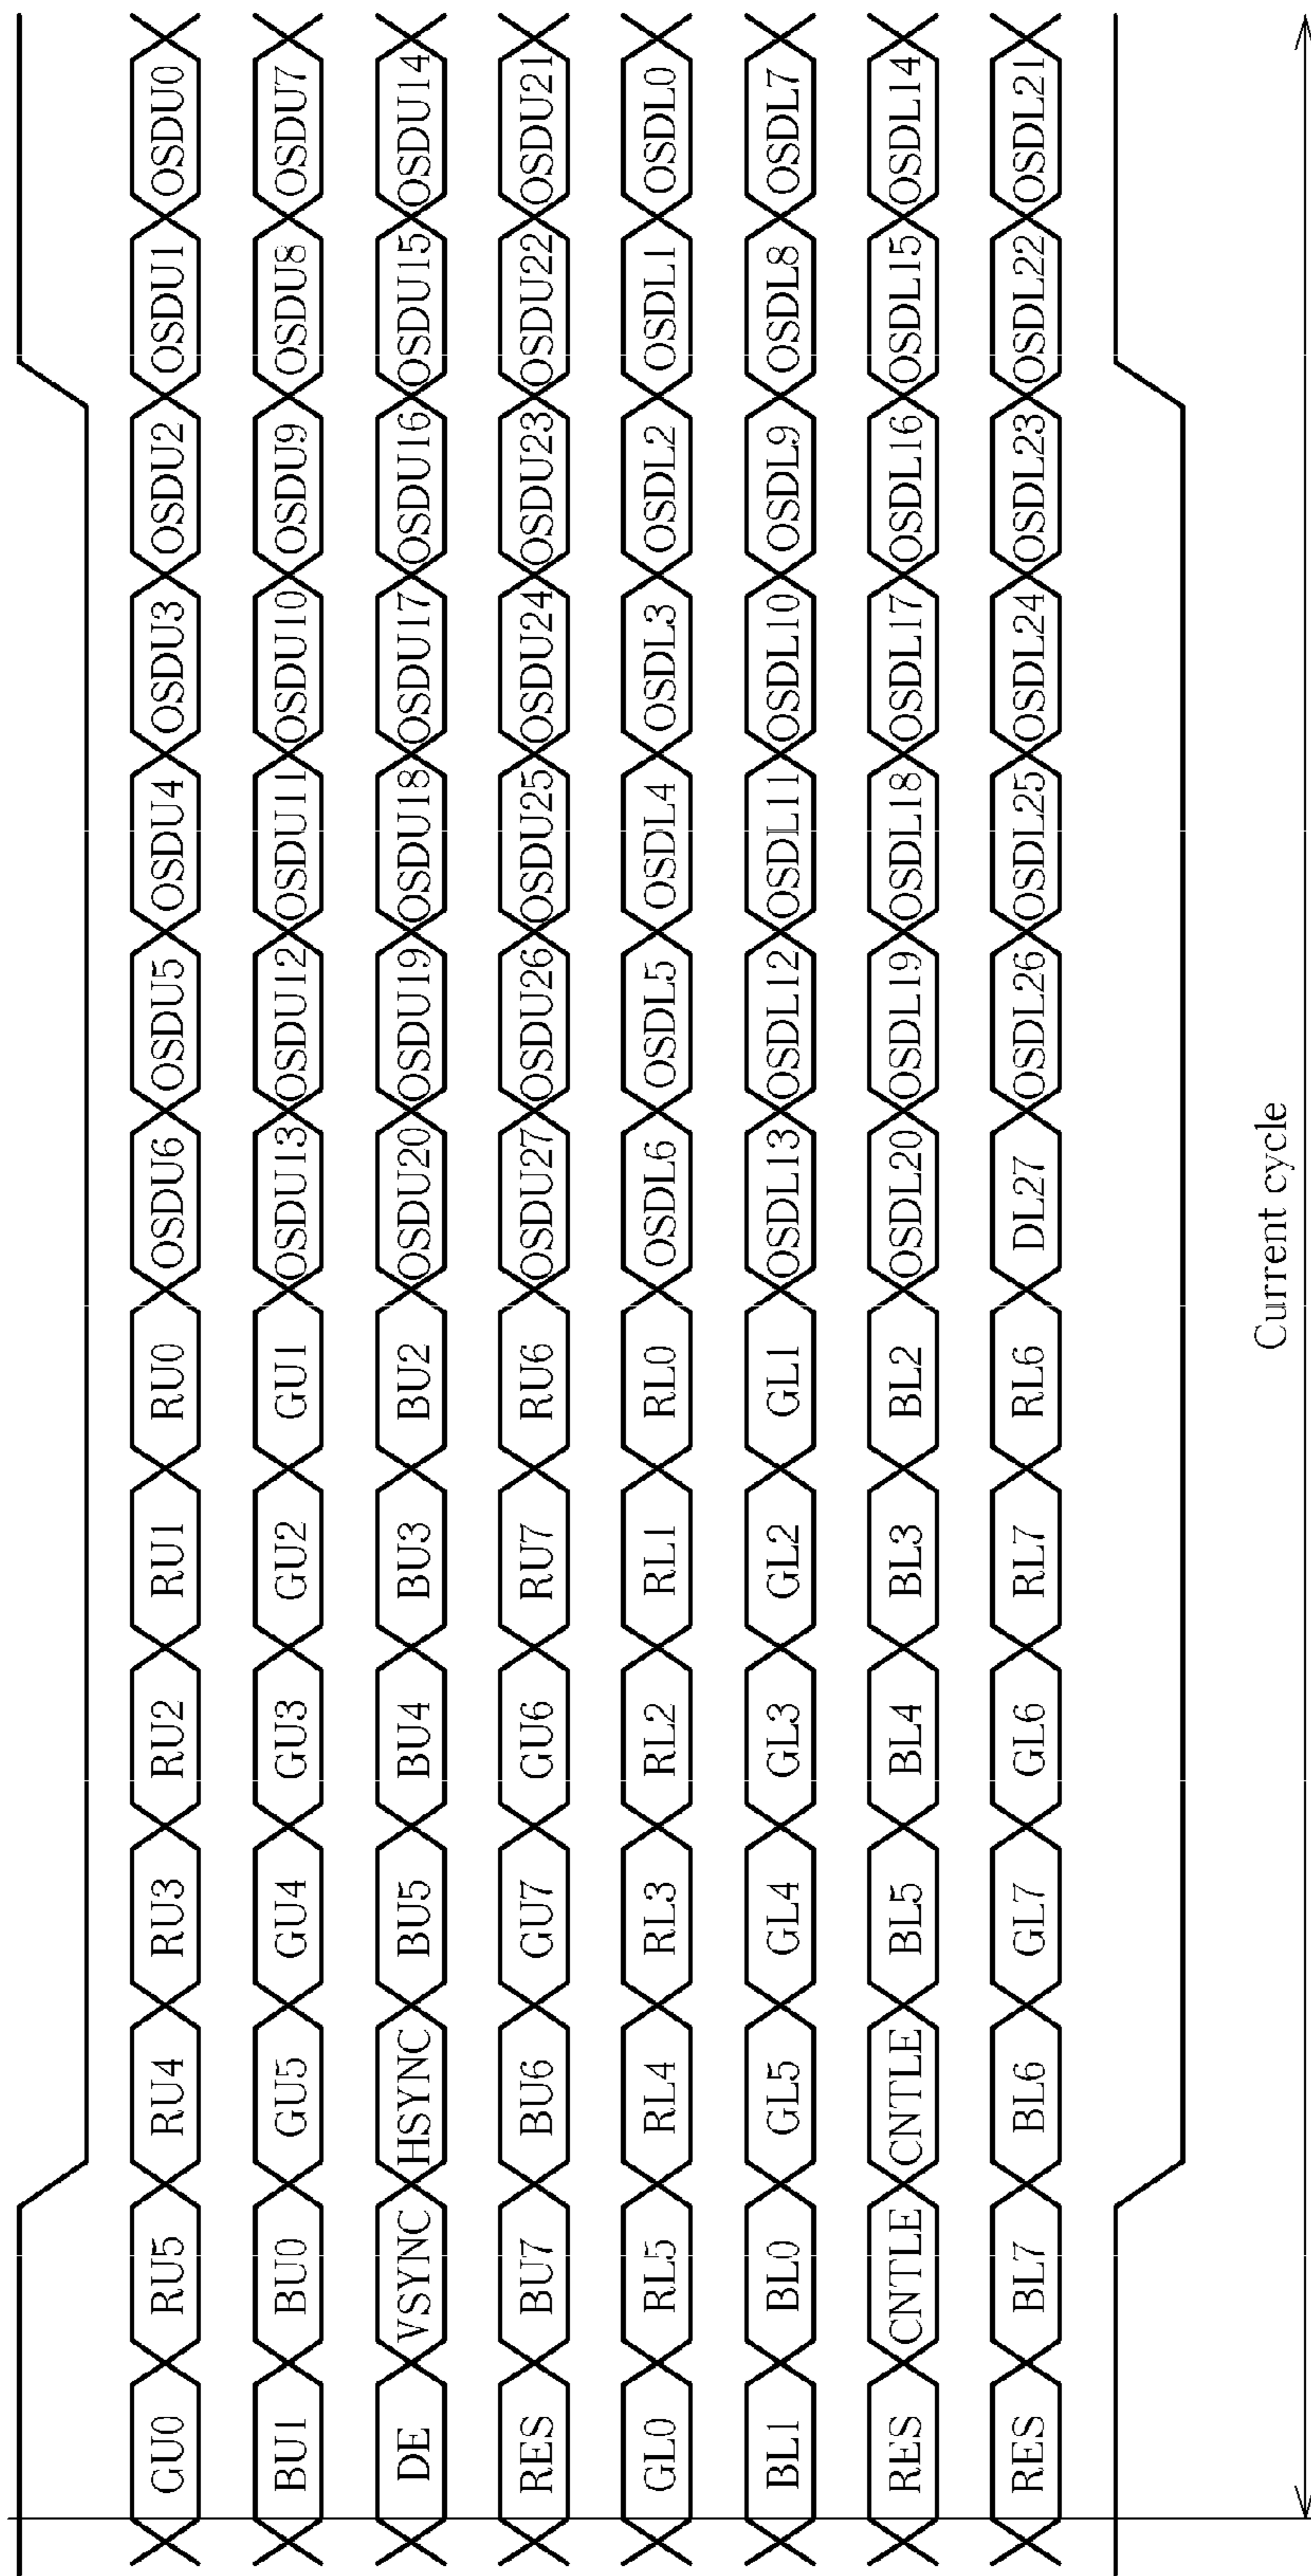 GU0 RU5 RU4 RU3 RU2 RU1 RU0 OSDU6 OSDU5 OSDU4 OSDU3 OSDU2 OSDU1 OSDU0
BU1 BU0 GU5 GU4 GU3 GU2 GU1 OSDU13 OSDU12 OSDU11 OSDU10 OSDU9 OSDU8 OSDU7
DE VSYNC HSYNC BU5 BU4 BU3 BU2 OSDU20 OSDU19 OSDU18 OSDU17 OSDU16 OSDU15 OSDU14
RES BU7 BU6 GU7 GU6 RU7 RU6 OSDU27 OSDU26 OSDU25 OSDU24 OSDU23 OSDU22 OSDU21
GL0 RL5 RL4 RL3 RL2 RL1 RL0 OSDL6 OSDL5 OSDL4 OSDL3 OSDL2 OSDL1 OSDL0
BL1 BL0 GL5 GL4 GL3 GL2 GL1 OSDL13 OSDL12 OSDL11 OSDL10 OSDL9 OSDL8 OSDL7
RES CNTLE CNTLE BL5 BL4 BL3 BL2 OSDL20 OSDL19 OSDL18 OSDL17 OSDL16 OSDL15 OSDL14
RES BL7 BL6 GL7 GL6 RL7 RL6 DL27 OSDL26 OSDL25 OSDL24 OSDL23 OSDL22 OSDL21
Current cycle